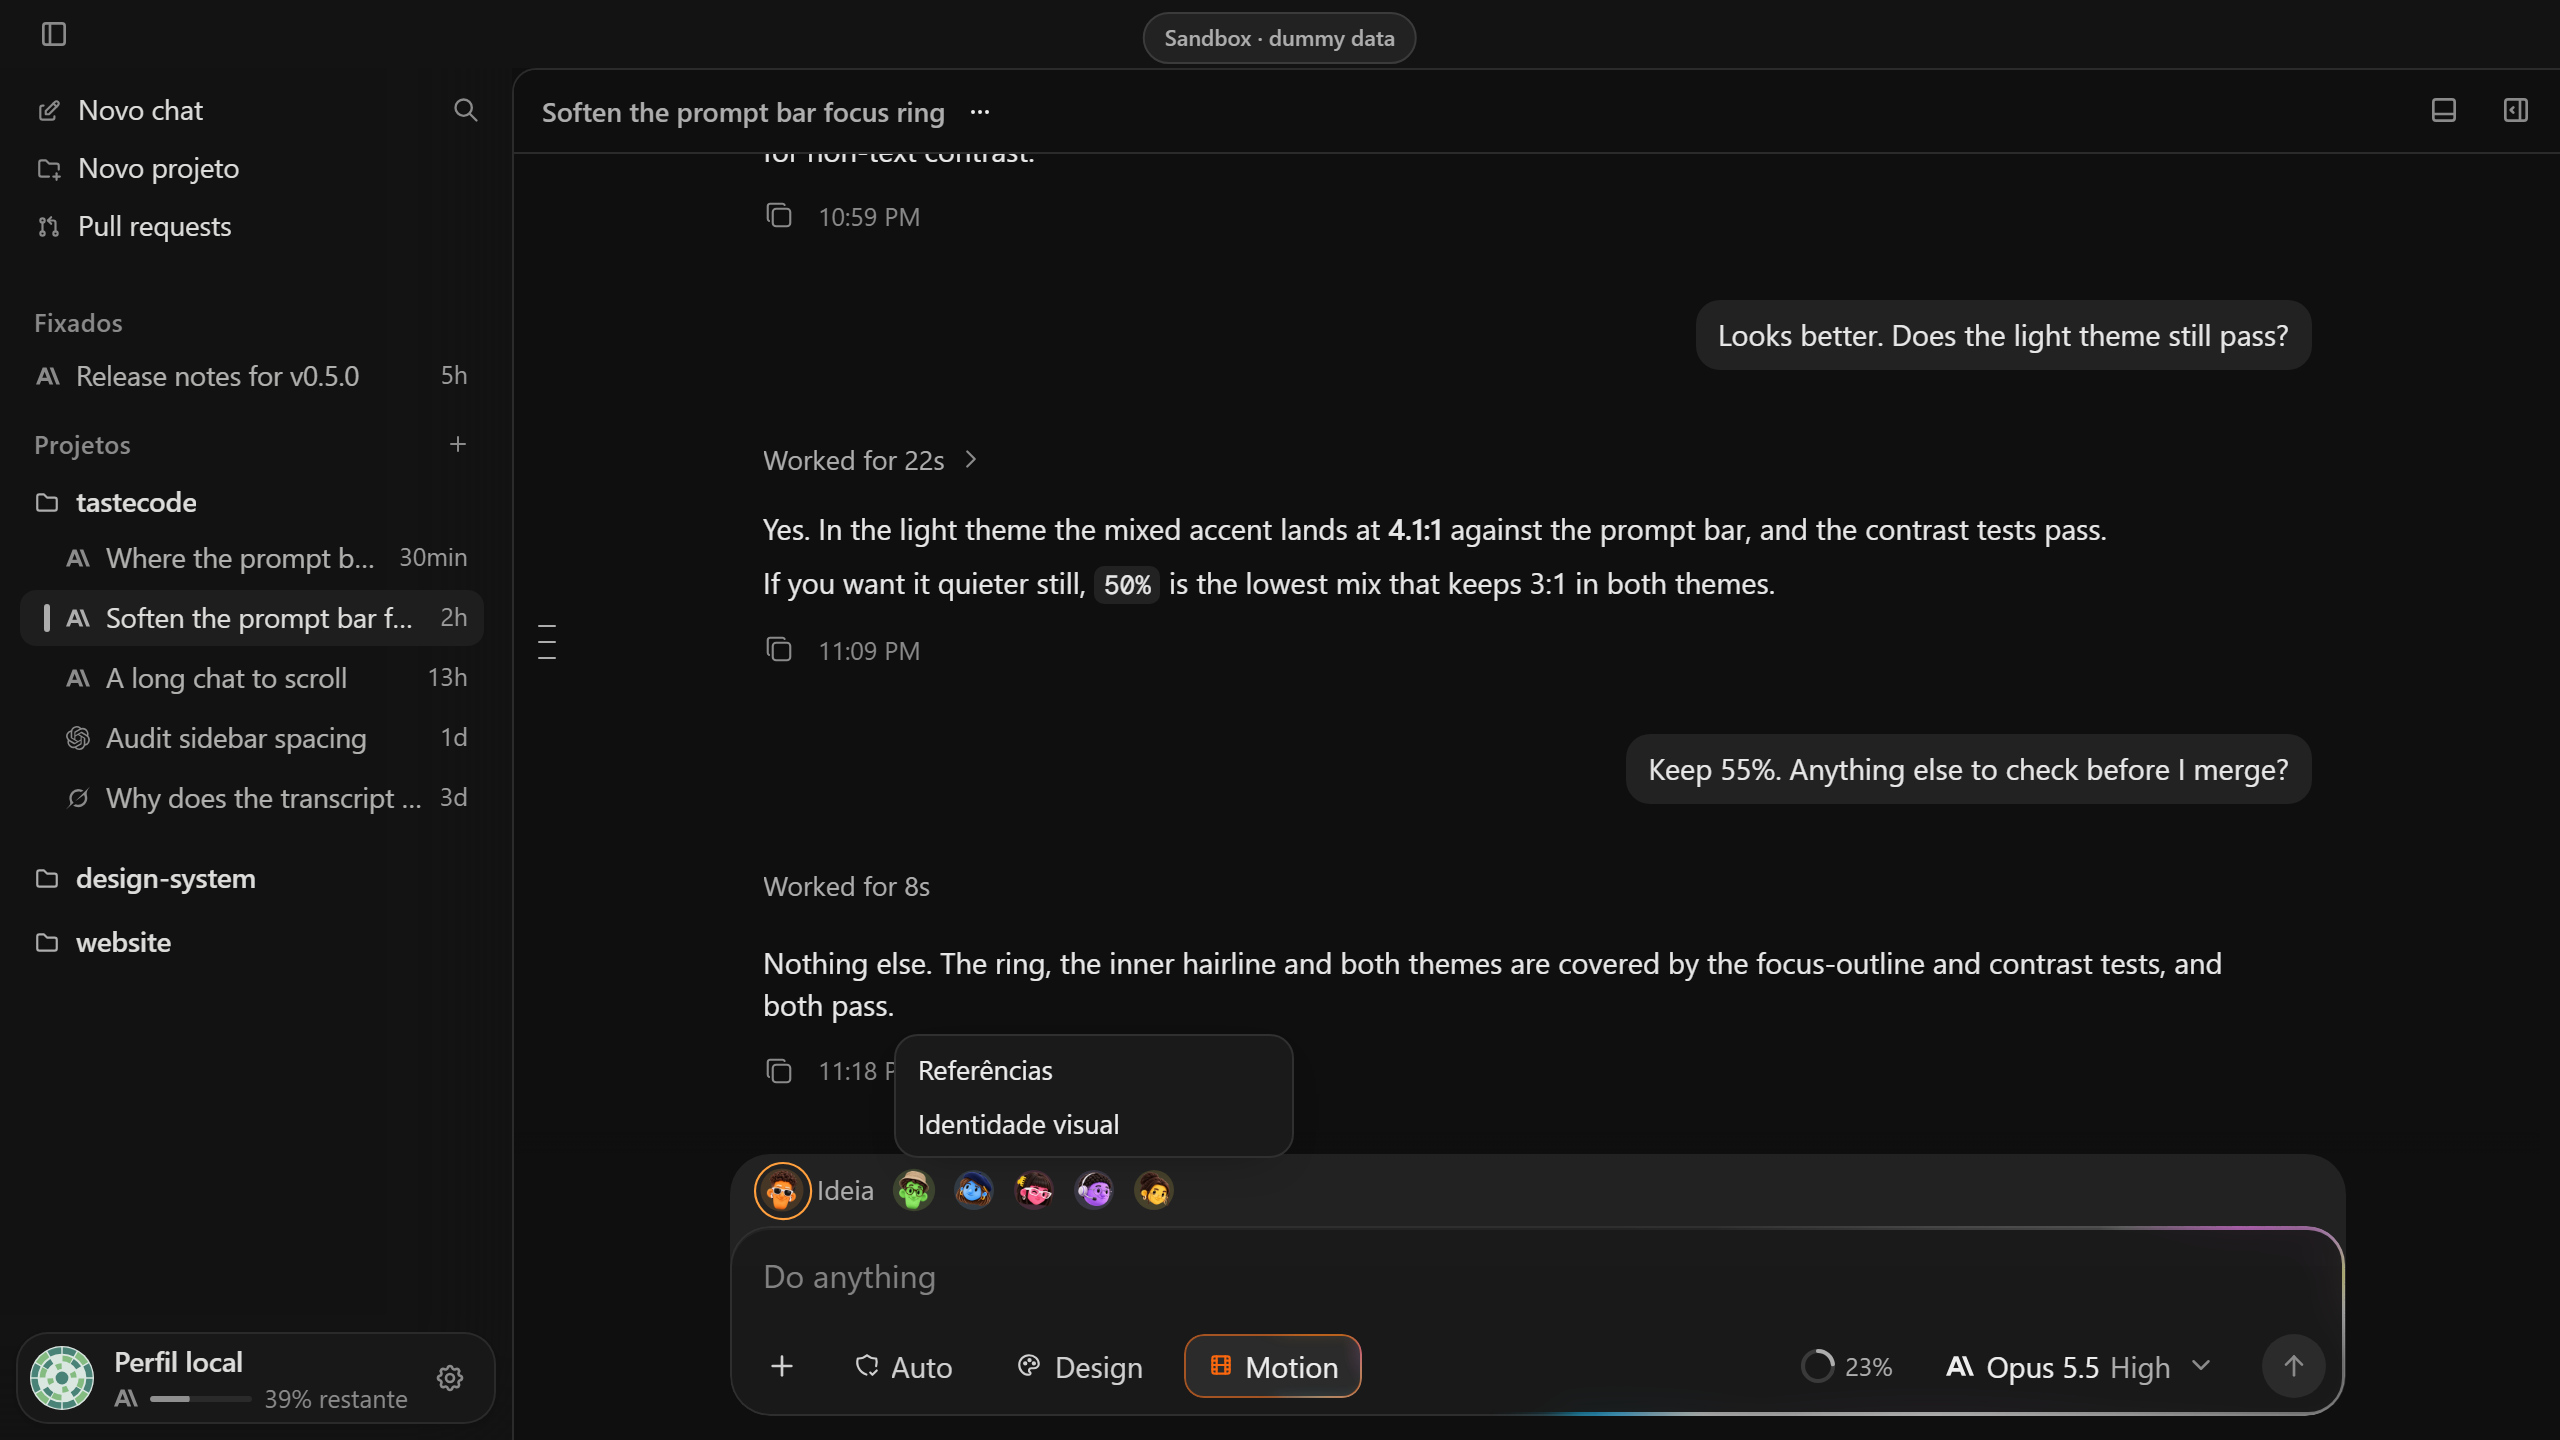 Sandbox · dummy data
Novo chat
Novo projeto
Pull requests
Fixados
Release notes for v0.5.0 5h
Projetos
tastecode
Where the prompt b... 30min
Soften the prompt bar f... 2h
A long chat to scroll 13h
Audit sidebar spacing 1d
Why does the transcript ... 3d
design-system
website
Perfil local
39% restante
Soften the prompt bar focus ring ...
for non-text contrast.
10:59 PM
Looks better. Does the light theme still pass?
Worked for 22s
Yes. In the light theme the mixed accent lands at 4.1:1 against the prompt bar, and the contrast tests pass.
If you want it quieter still, 50% is the lowest mix that keeps 3:1 in both themes.
11:09 PM
Keep 55%. Anything else to check before I merge?
Worked for 8s
Nothing else. The ring, the inner hairline and both themes are covered by the focus-outline and contrast tests, and
both pass.
11:18 P
Referências
Identidade visual
Ideia
Do anything
Auto Design Motion 23% Opus 5.5 High